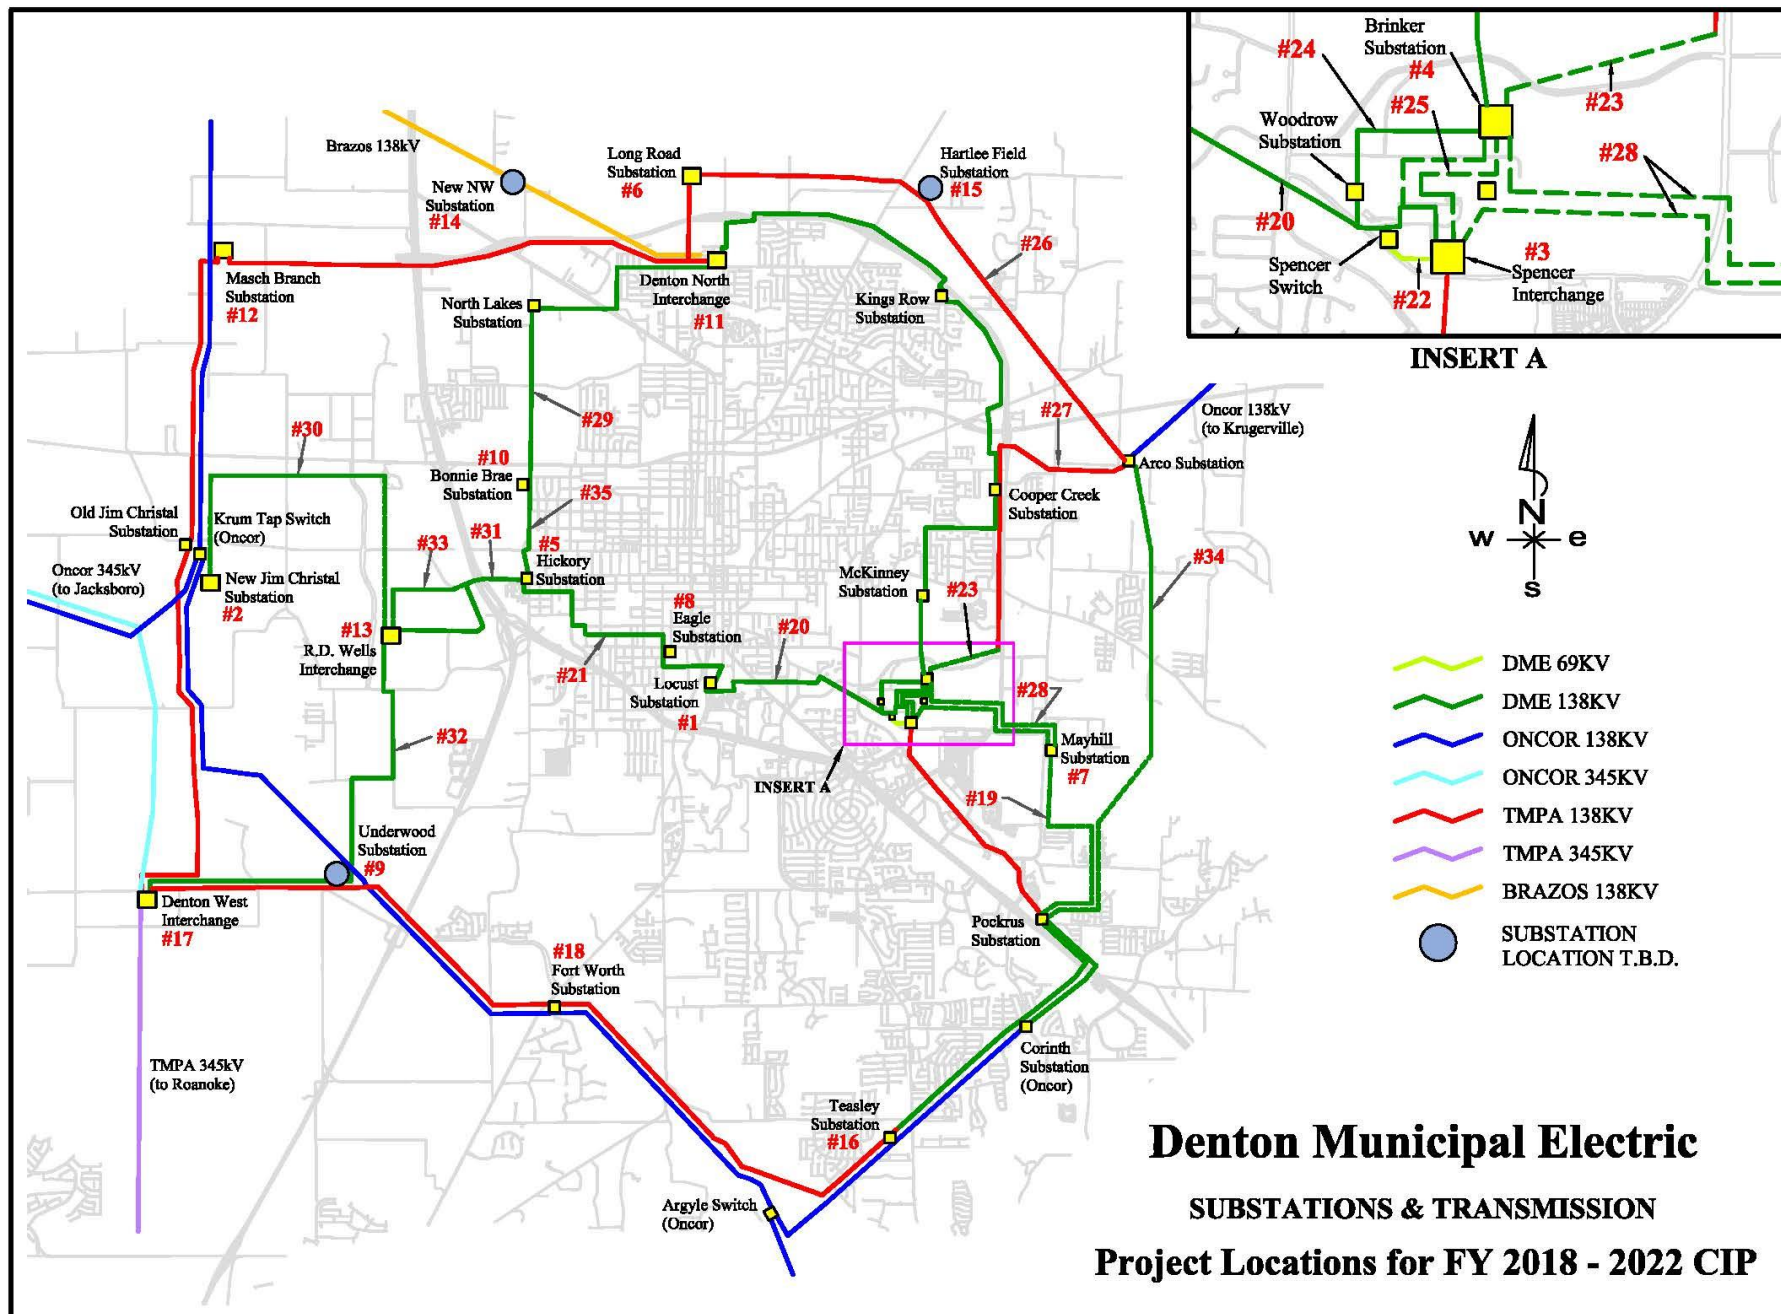 Brinker
Substation
#4
#24
#25
#23
Woodrow
Substation
#28
#20
Spencer
Switch
#22
#3
Spencer
Interchange
INSERT A
Brazos 138kV
New NW
Substation
#14
Long Road
Substation
#6
Hartlee Field
Substation
#15
Masch Branch
Substation
#12
North Lakes
Substation
Denton North
Interchange
#11
Kings Row
Substation
#26
#27
Oncor 138kV
(to Krugerville)
Arco Substation
#30
#29
#10
Bonnie Brae
Substation
#35
Cooper Creek
Substation
N
w
e
s
Old Jim Christal
Substation
Krum Tap Switch
(Oncor)
Oncor 345kV
(to Jacksboro)
New Jim Christal
Substation
#2
#33
#31
#5
Hickory
Substation
McKinney
Substation
#34
#13
R.D. Wells
Interchange
#8
Eagle
Substation
#20
#23
#21
Locust
Substation
#1
#28
Mayhill
Substation
#7
INSERT A
#19
#32
Underwood
Substation
#9
Denton West
Interchange
#17
#18
Fort Worth
Substation
Pockrus
Substation
TMPA 345kV
(to Roanoke)
Corinth
Substation
(Oncor)
Teasley
Substation
#16
Argyle Switch
(Oncor)
DME 69KV
DME 138KV
ONCOR 138KV
ONCOR 345KV
TMPA 138KV
TMPA 345KV
BRAZOS 138KV
SUBSTATION
LOCATION T.B.D.
Denton Municipal Electric
SUBSTATIONS & TRANSMISSION
Project Locations for FY 2018 - 2022 CIP